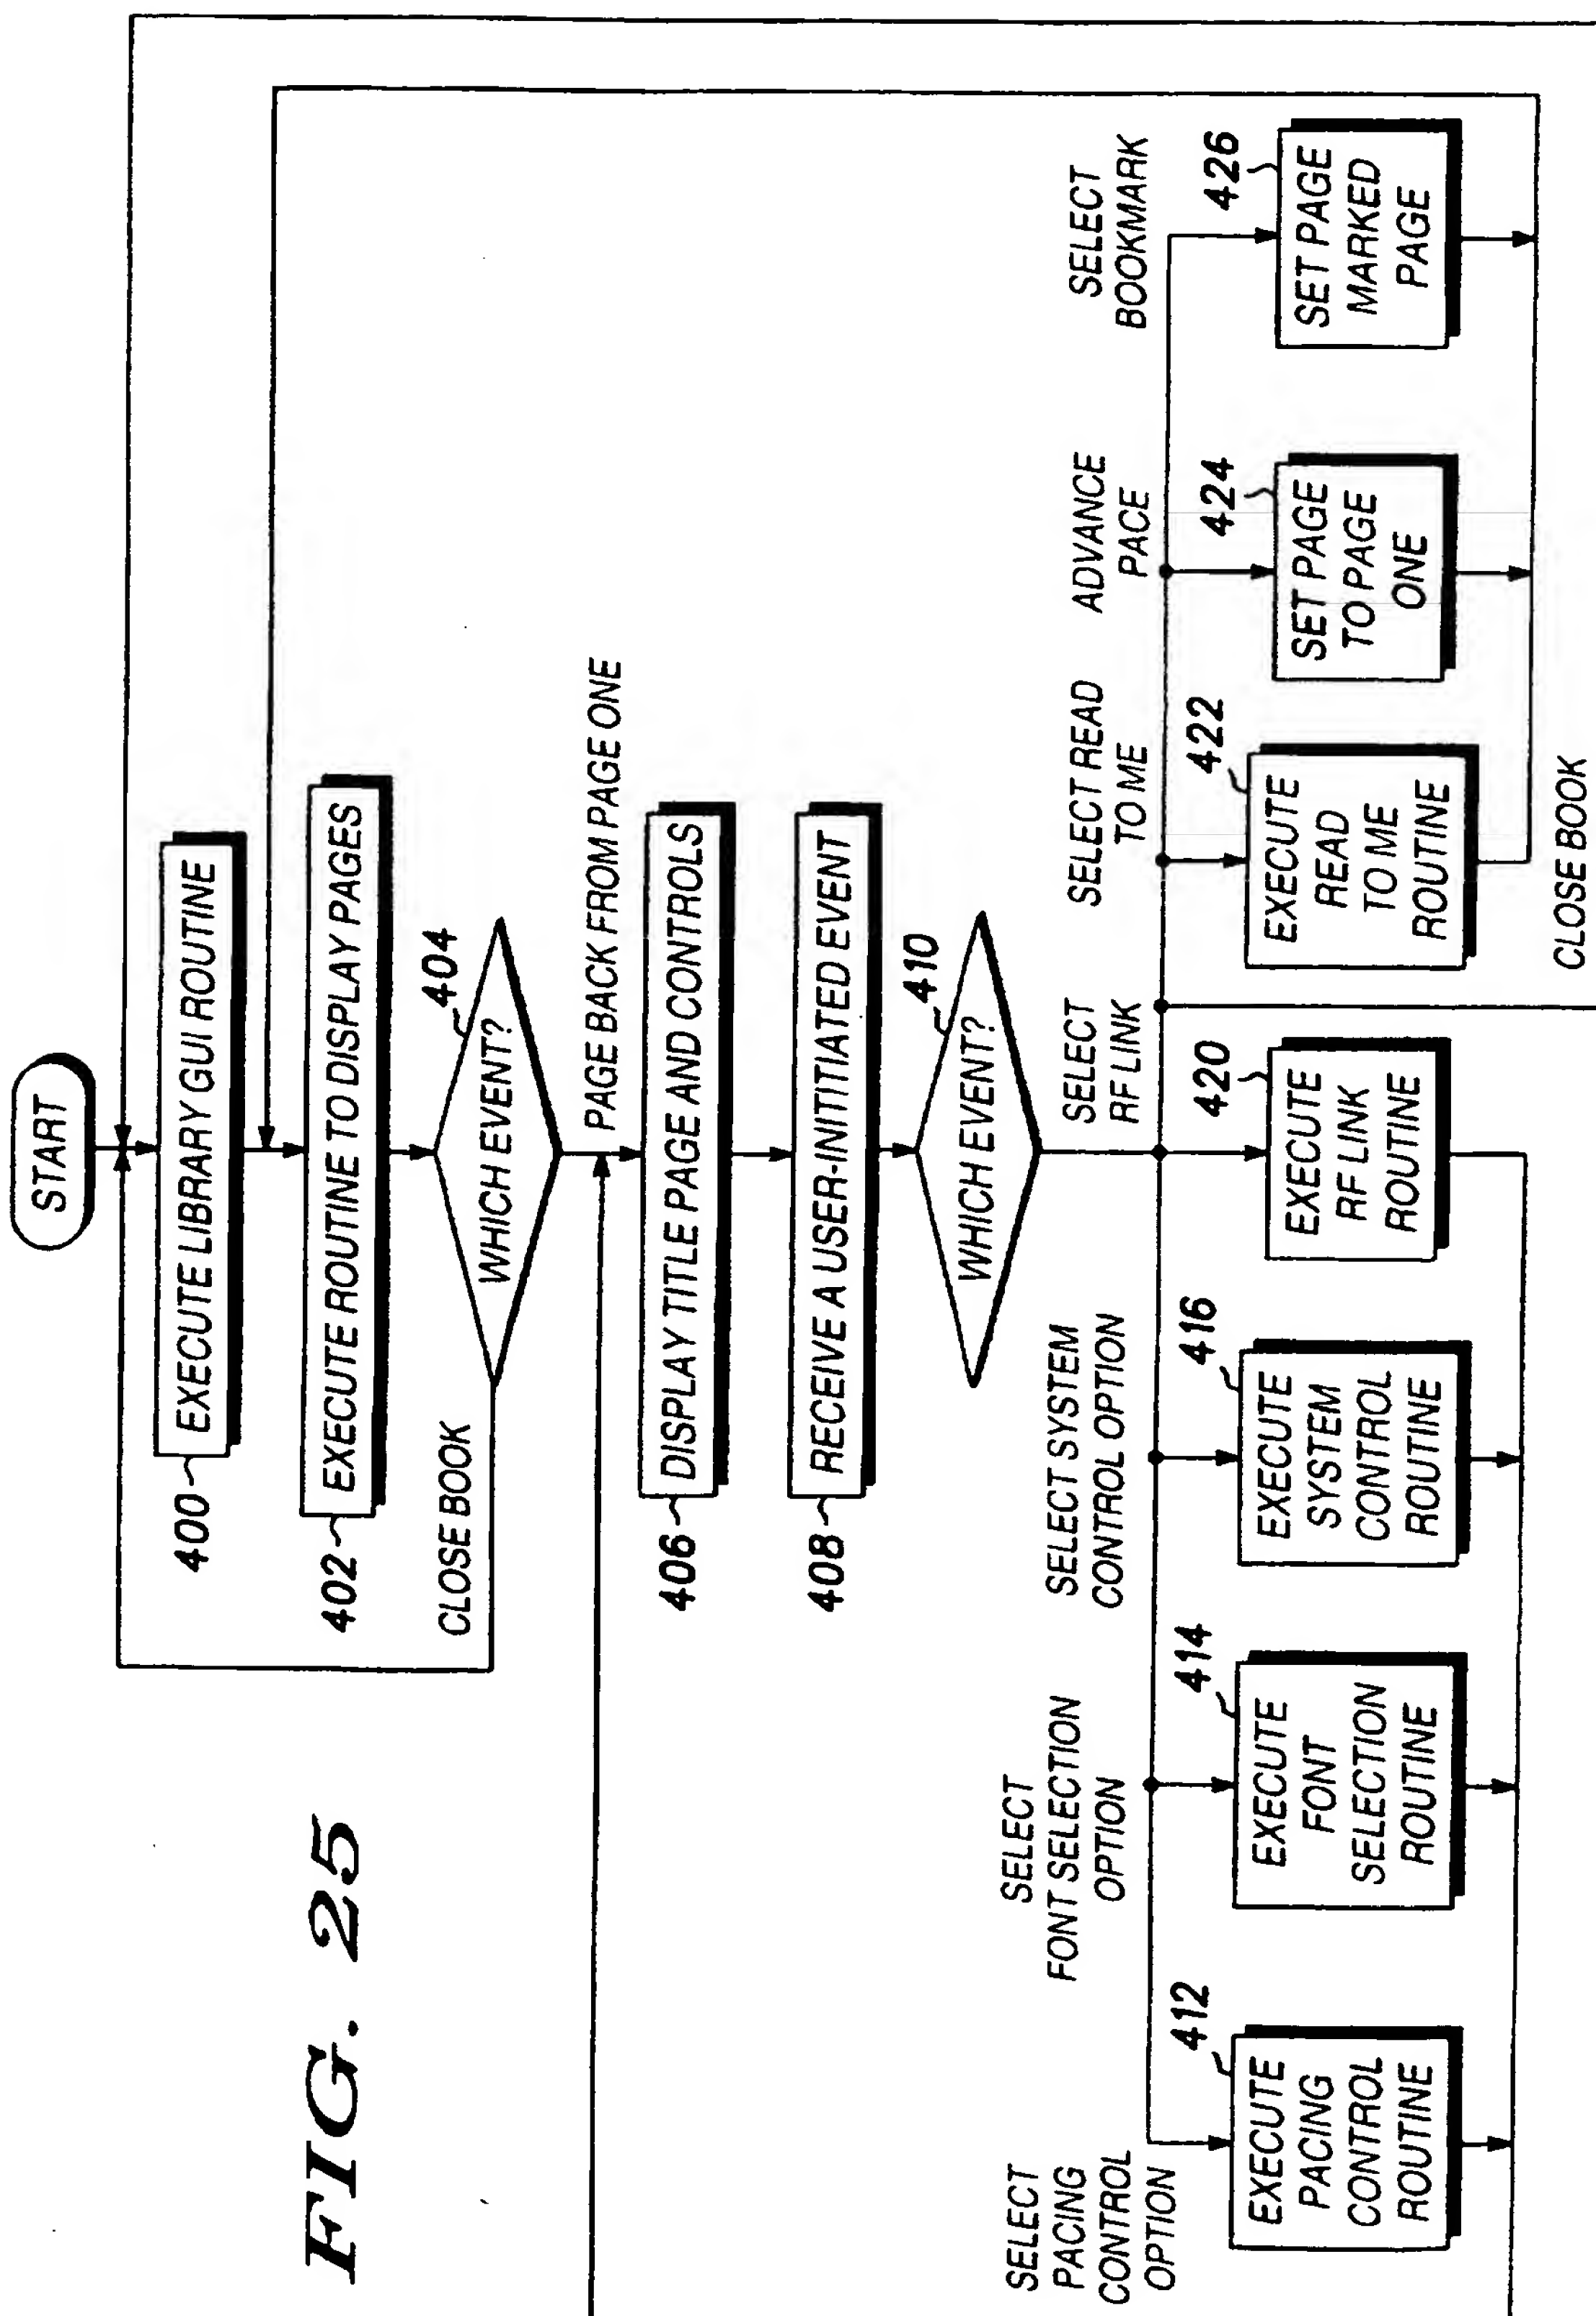 FIG. 25
START
400
EXECUTE LIBRARY GUI ROUTINE
402
EXECUTE ROUTINE TO DISPLAY PAGES
404
WHICH EVENT?
CLOSE BOOK
PAGE BACK FROM PAGE ONE
406
DISPLAY TITLE PAGE AND CONTROLS
408
RECEIVE A USER-INITITIATED EVENT
410
WHICH EVENT?
SELECT
PACING
CONTROL
OPTION
412
EXECUTE
PACING
CONTROL
ROUTINE
SELECT
FONT SELECTION
OPTION
414
EXECUTE
FONT
SELECTION
ROUTINE
SELECT SYSTEM
CONTROL OPTION
416
EXECUTE
SYSTEM
CONTROL
ROUTINE
SELECT
RF LINK
420
EXECUTE
RF LINK
ROUTINE
SELECT READ
TO ME
422
EXECUTE
READ
TO ME
ROUTINE
ADVANCE
PACE
424
SET PAGE
TO PAGE
ONE
SELECT
BOOKMARK
426
SET PAGE
MARKED
PAGE
CLOSE BOOK